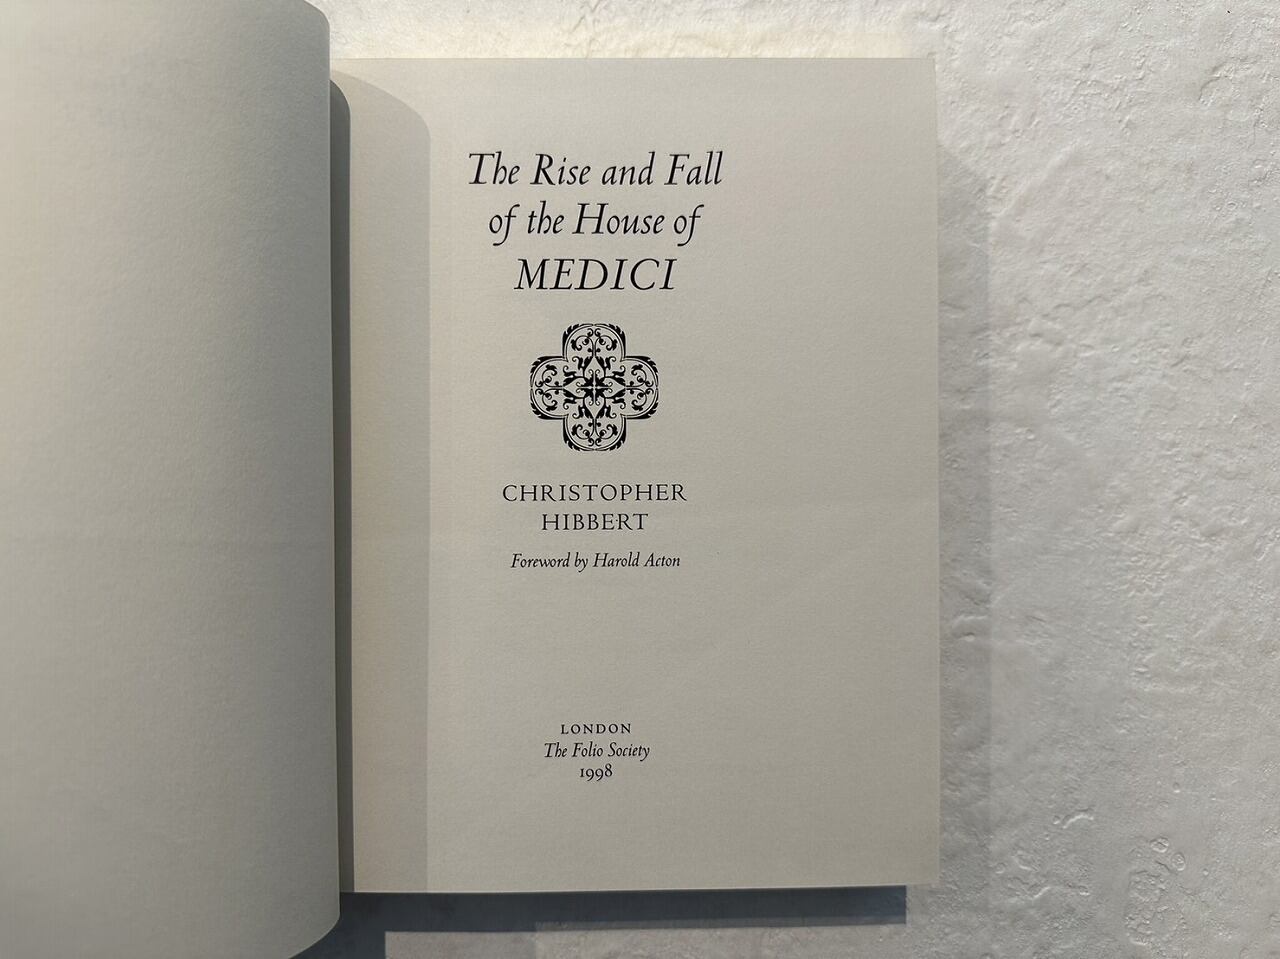 The Rise and Fall
of the House of
MEDICI
CHRISTOPHER
HIBBERT
Foreword by Harold Acton
LONDON
The Folio Society
1998